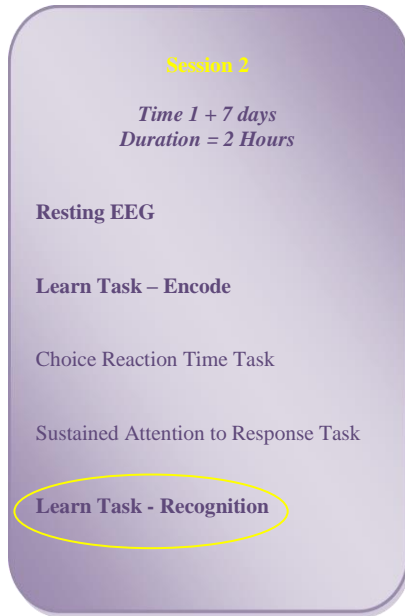 Session 2
Time 1 + 7 days
Duration = 2 Hours
Resting EEG
Learn Task – Encode
Choice Reaction Time Task
Sustained Attention to Response Task
Learn Task - Recognition